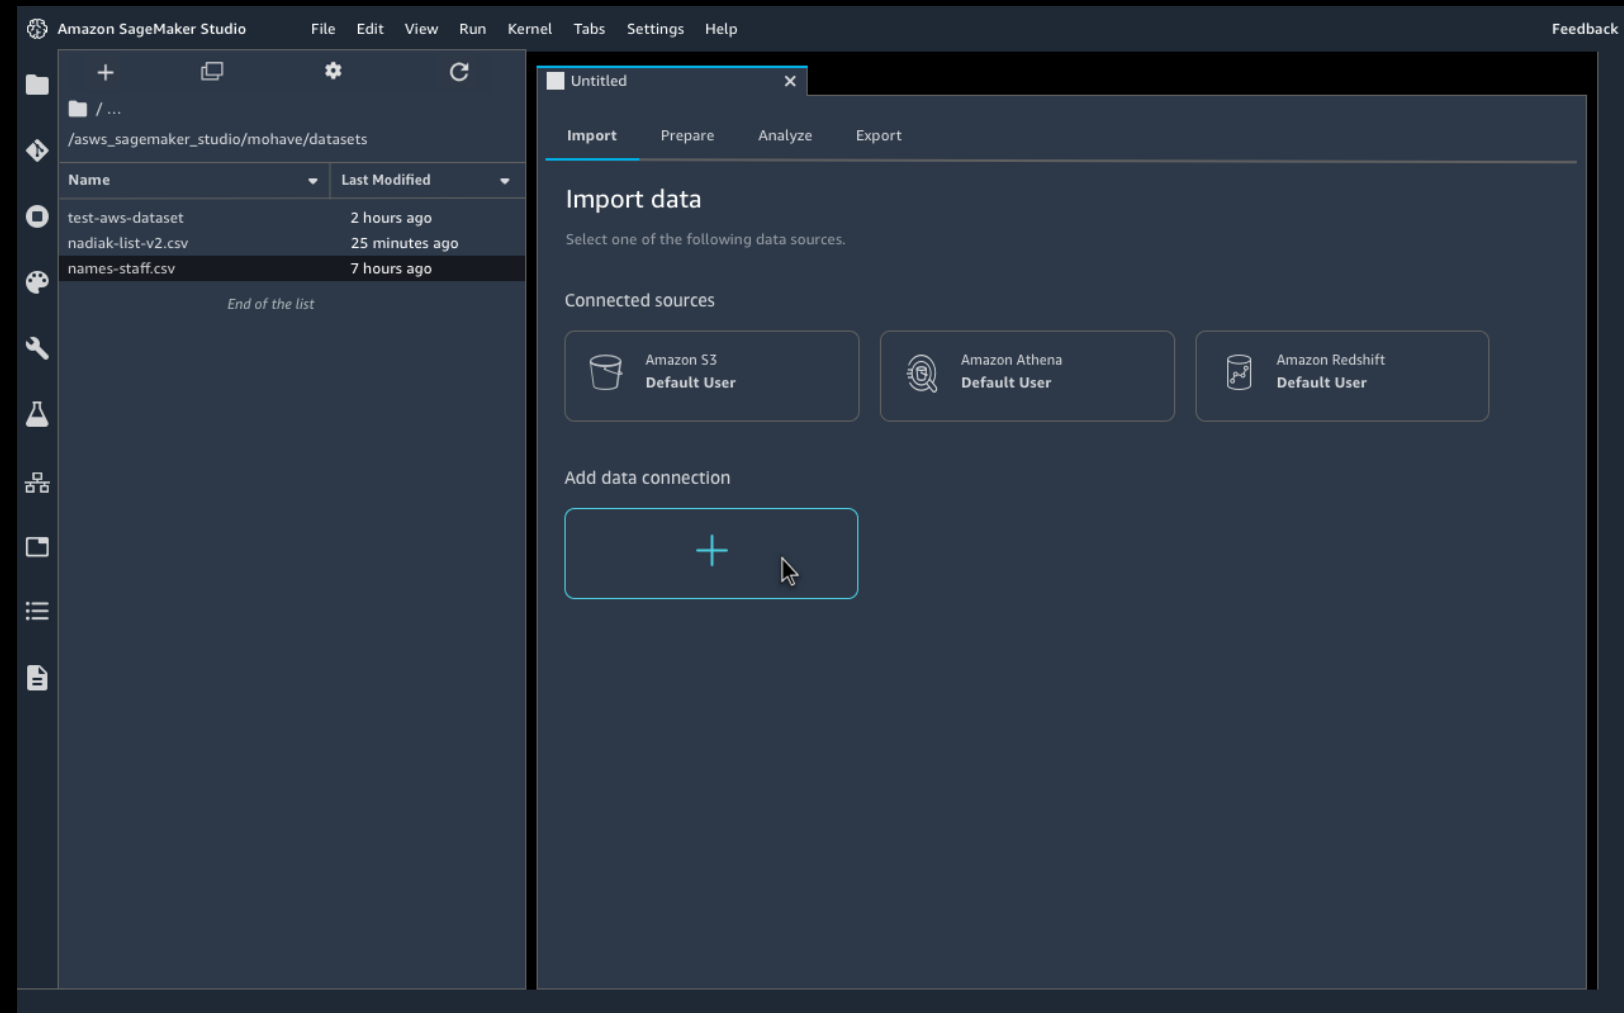 Amazon SageMaker Studio File Edit View Run Kernel Tabs Settings Help Feedback
/ ...
/asws_sagemaker_studio/mohave/datasets
Name Last Modified
test-aws-dataset 2 hours ago
nadiak-list-v2.csv 25 minutes ago
names-staff.csv 7 hours ago
End of the list
Untitled
Import Prepare Analyze Export
Import data
Select one of the following data sources.
Connected sources
Amazon S3
Default User
Amazon Athena
Default User
Amazon Redshift
Default User
Add data connection